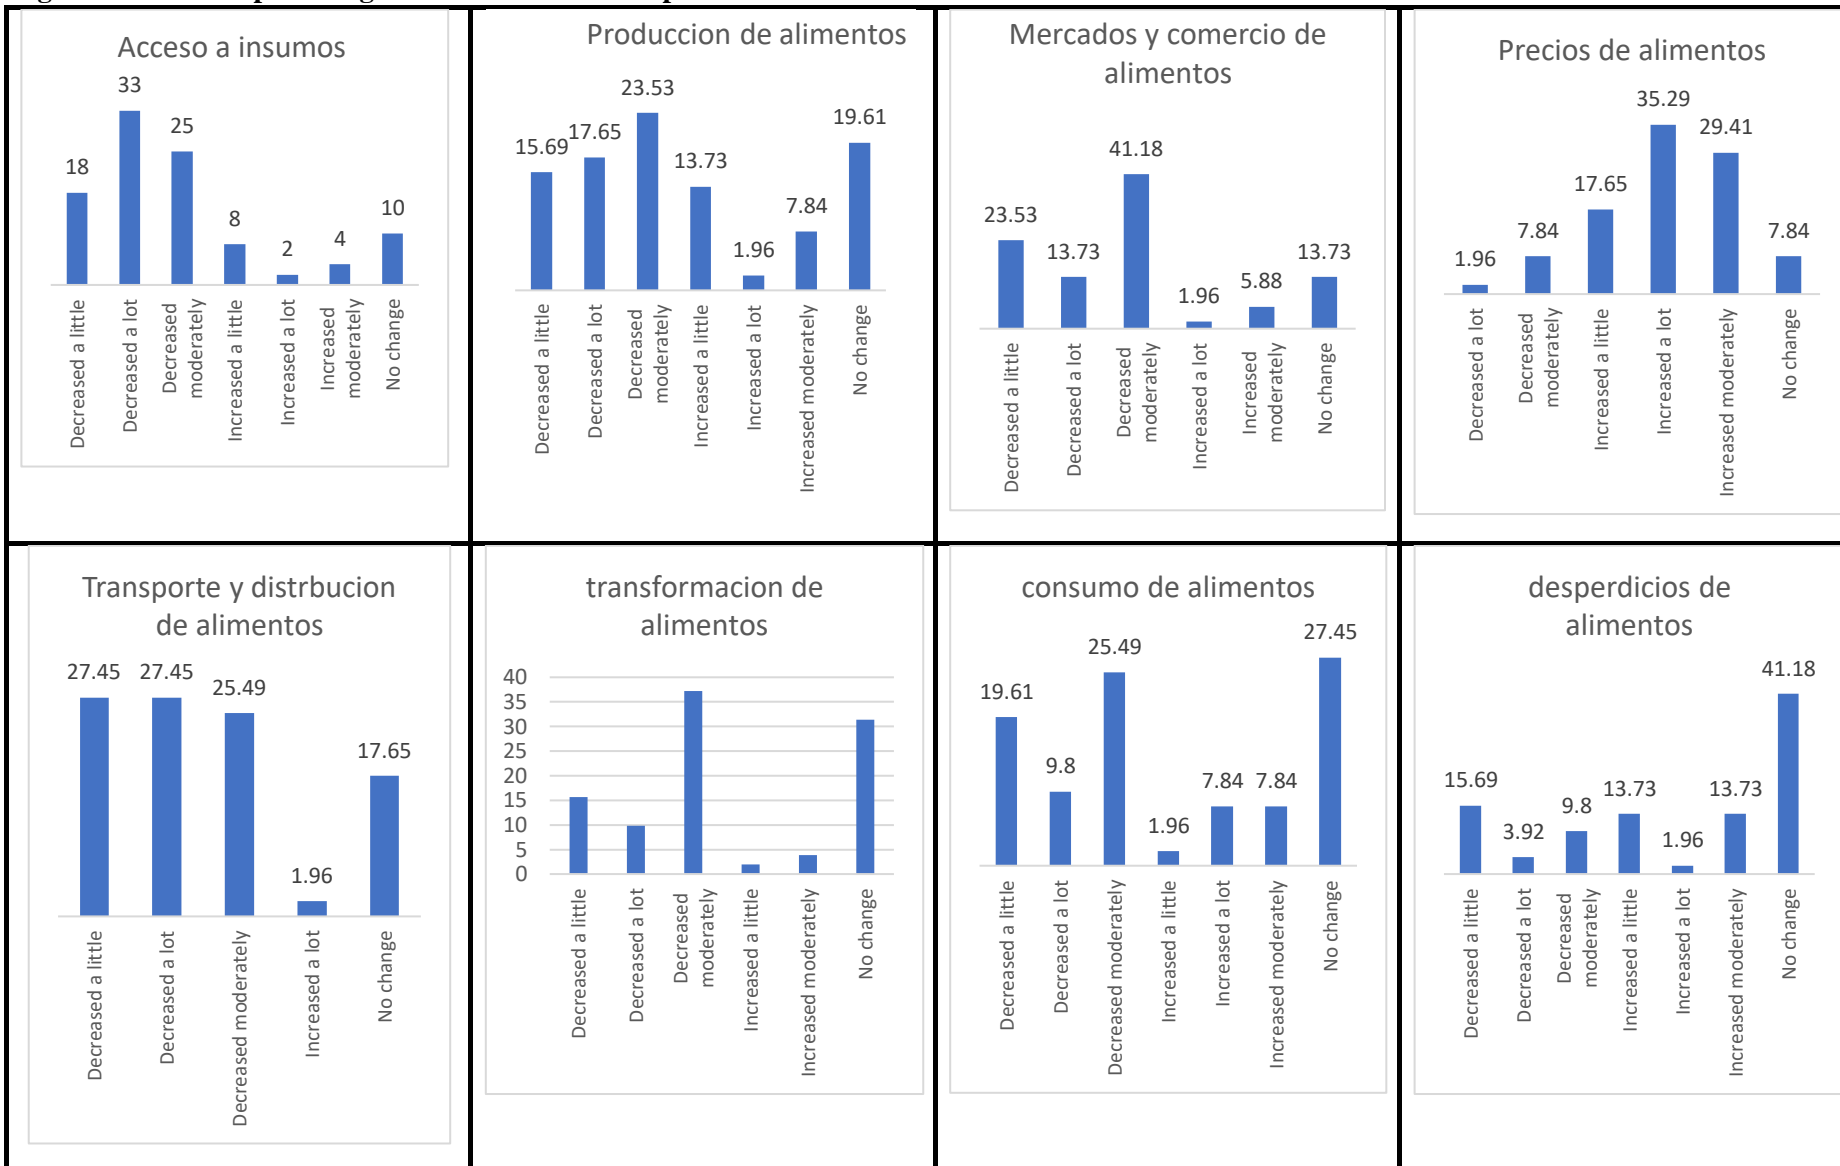 Acceso a insumos
33
25
18
8
2
4
10
Decreased a little
Decreased a lot
Decreased
moderately
Increased a little
Increased a lot
Increased
moderately
No change
Produccion de alimentos
15.69
17.65
23.53
13.73
1.96
7.84
19.61
Decreased a little
Decreased a lot
Decreased
moderately
Increased a little
Increased a lot
Increased moderately
No change
Mercados y comercio de
alimentos
23.53
13.73
41.18
1.96
5.88
13.73
Decreased a little
Decreased a lot
Decreased
moderately
Increased a lot
Increased
moderately
No change
Precios de alimentos
1.96
7.84
17.65
35.29
29.41
7.84
Decreased a lot
Decreased
moderately
Increased a little
Increased a lot
Increased moderately
No change
Transporte y distrbucion
de alimentos
27.45
27.45
25.49
1.96
17.65
Decreased a little
Decreased a lot
Decreased moderately
Increased a lot
No change
transformacion de
alimentos
40
35
30
25
20
15
10
5
0
Decreased a little
Decreased a lot
Decreased
moderately
Increased a little
Increased moderately
No change
consumo de alimentos
19.61
9.8
25.49
1.96
7.84
7.84
27.45
Decreased a little
Decreased a lot
Decreased moderately
Increased a little
Increased a lot
Increased moderately
No change
desperdicios de
alimentos
15.69
3.92
9.8
13.73
1.96
13.73
41.18
Decreased a little
Decreased a lot
Decreased
moderately
Increased a little
Increased a lot
Increased moderately
No change